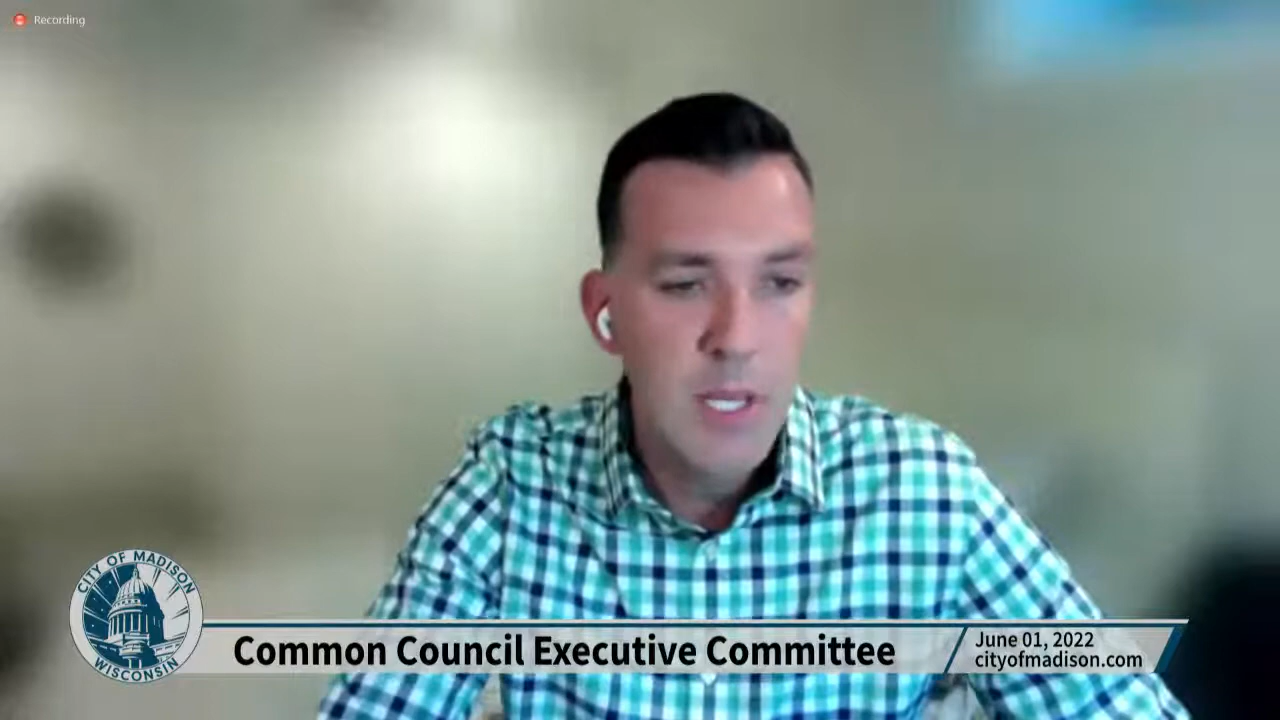 Recording
CITY OF MADISON
WISCONSIN
Common Council Executive Committee
June 01, 2022
cityofmadison.com